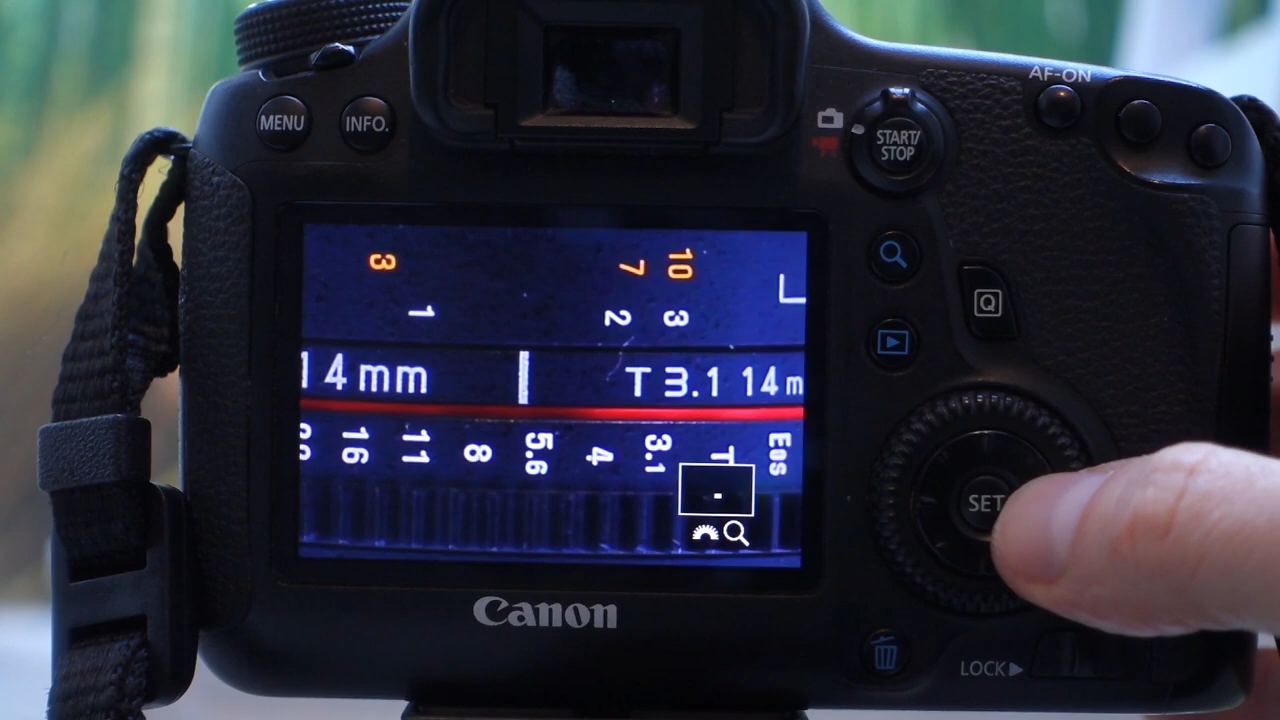 AF-ON
MENU
INFO.
START/
STOP
3 7 10
1 2 3
Q
14mm T3.1 14m
16 11 8 5.6 4 3.1 T EOS
SET
Canon
LOCK